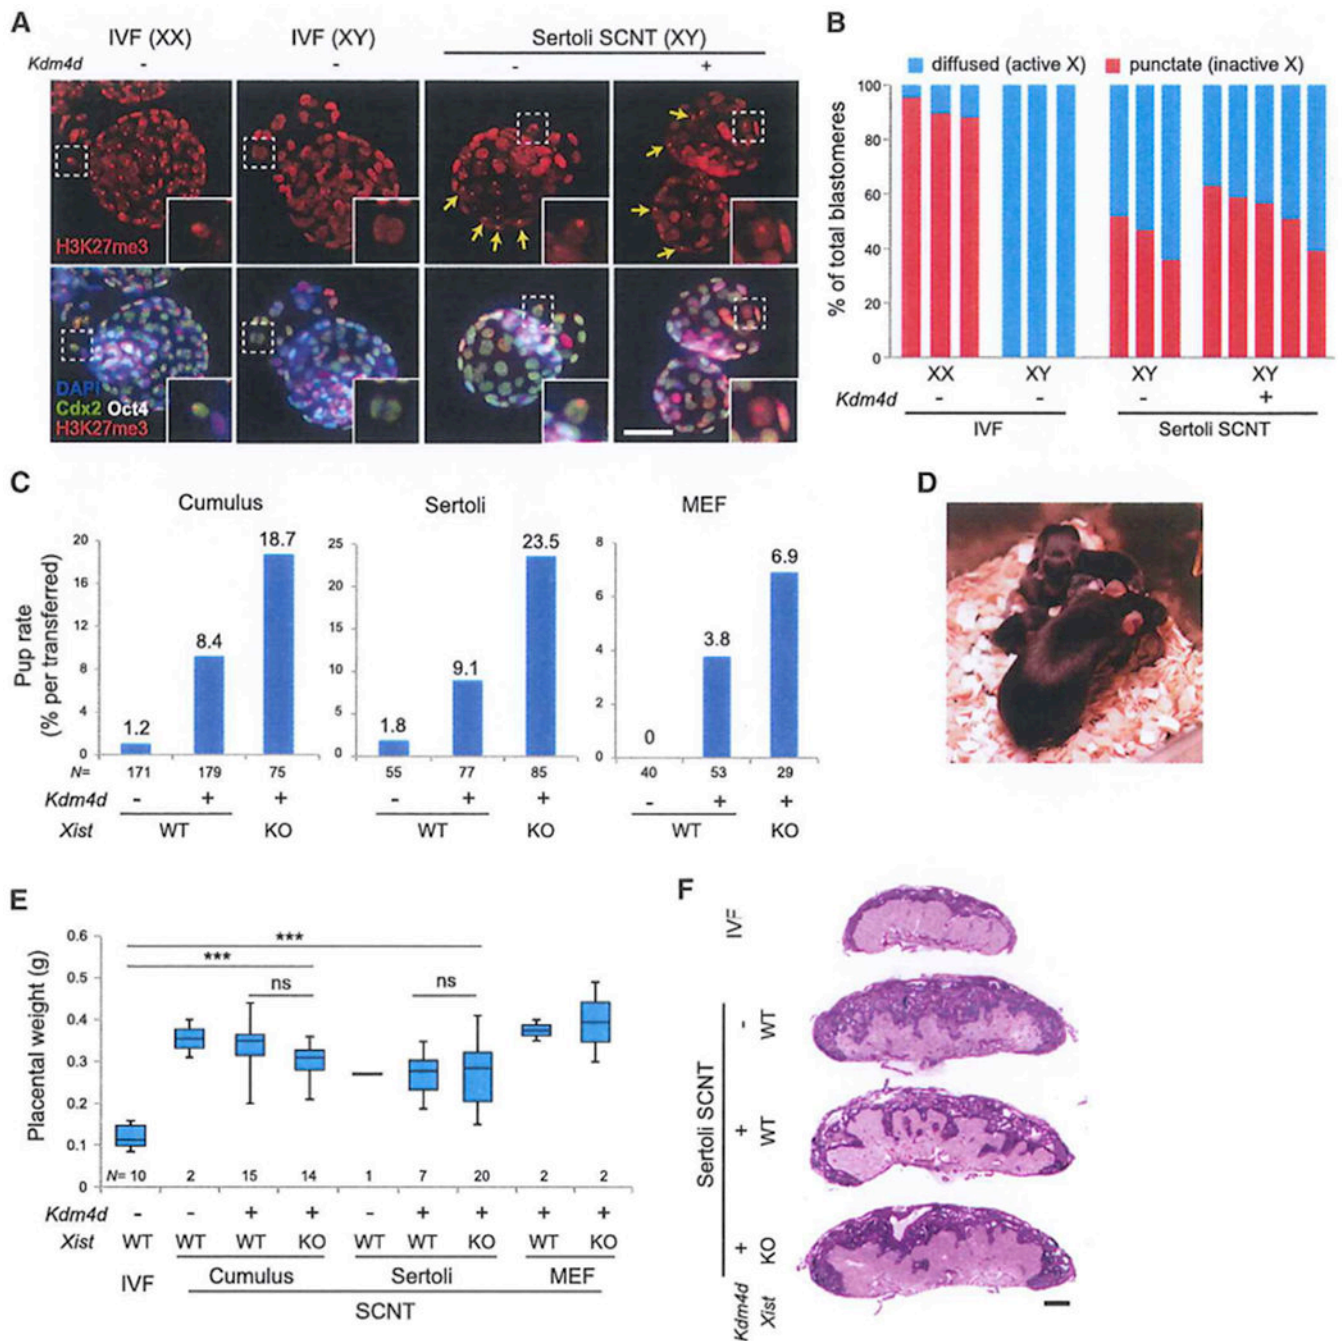 A
IVF (XX) IVF (XY) Sertoli SCNT (XY)
Kdm4d - - - +
H3K27me3
DAPI
Cdx2 Oct4
H3K27me3
B
diffused (active X) punctate (inactive X)
% of total blastomeres
100
80
60
40
20
0
XX XY XY XY
Kdm4d - - - +
IVF Sertoli SCNT
C
Cumulus
Pup rate
(% per transferred)
20
16
12
8
4
0
1.2 8.4 18.7
N= 171 179 75
Kdm4d - + +
Xist WT KO
Sertoli
25
20
15
10
5
0
1.8 9.1 23.5
55 77 85
- + +
WT KO
MEF
8
6
4
2
0
0 3.8 6.9
40 53 29
- + +
WT KO
D
E
Placental weight (g)
0.6
0.5
0.4
0.3
0.2
0.1
0
***
***
ns ns
N= 10 2 15 14 1 7 20 2 2
Kdm4d - - + + - + + + +
Xist WT WT WT KO WT WT KO WT KO
IVF Cumulus Sertoli MEF
SCNT
F
IVF
Sertoli SCNT
- WT
+ WT
+ KO
Kdm4d
Xist